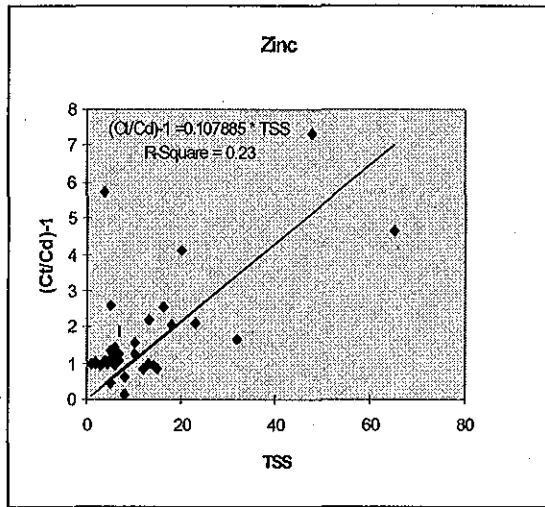 Zinc
8
7
6
5
4
3
2
1
0
(Ct/Cd)-1
(Ct/Cd)-1 =0.107885 * TSS
R-Square = 0.23
0 20 40 60 80
TSS